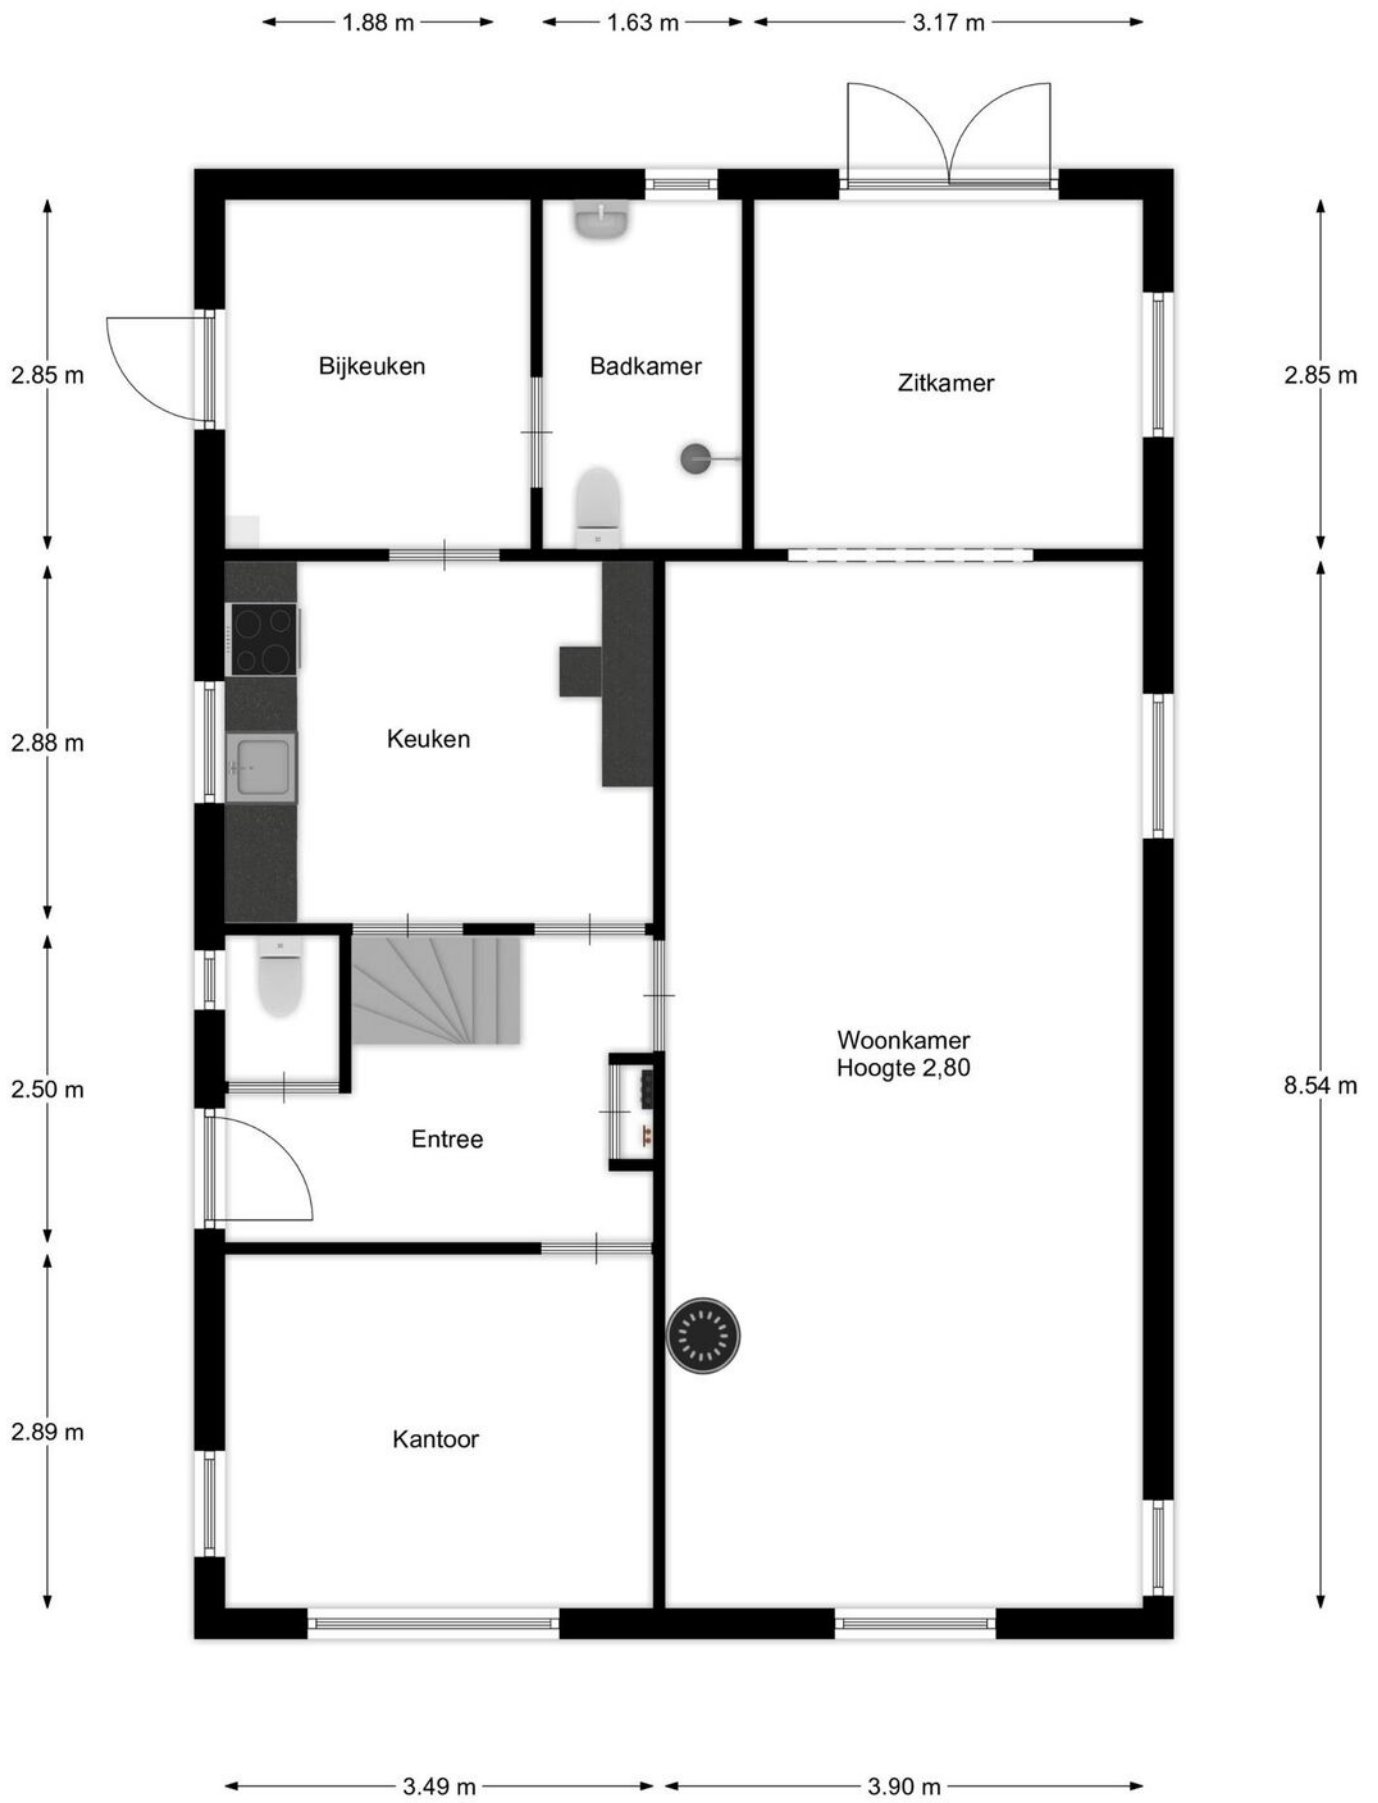 1.88 m
1.63 m
3.17 m
Bijkeuken
Badkamer
Zitkamer
2.85 m
2.85 m
Keuken
2.88 m
Woonkamer
Hoogte 2,80
2.50 m
8.54 m
Entree
2.89 m
Kantoor
3.49 m
3.90 m